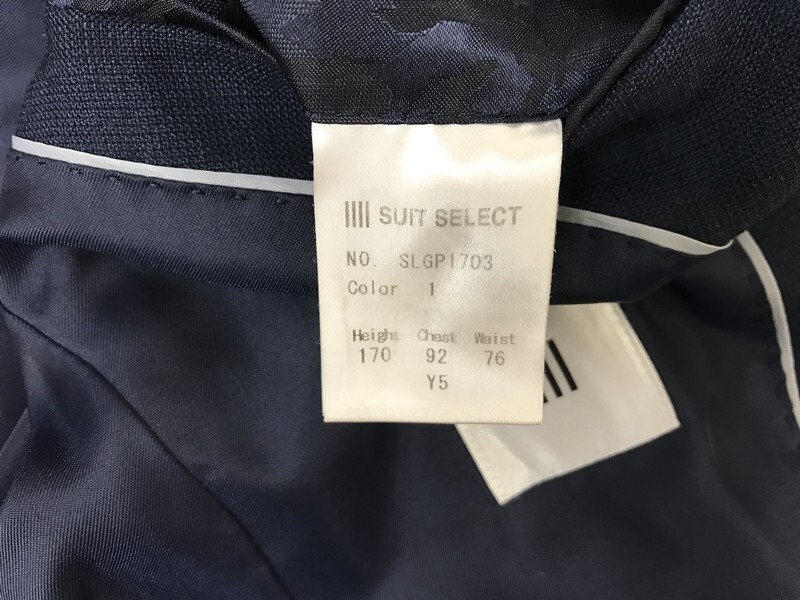 SUIT SELECT
NO. SLGP1703
Color 1
Height Chest Waist
170 92 76
Y5